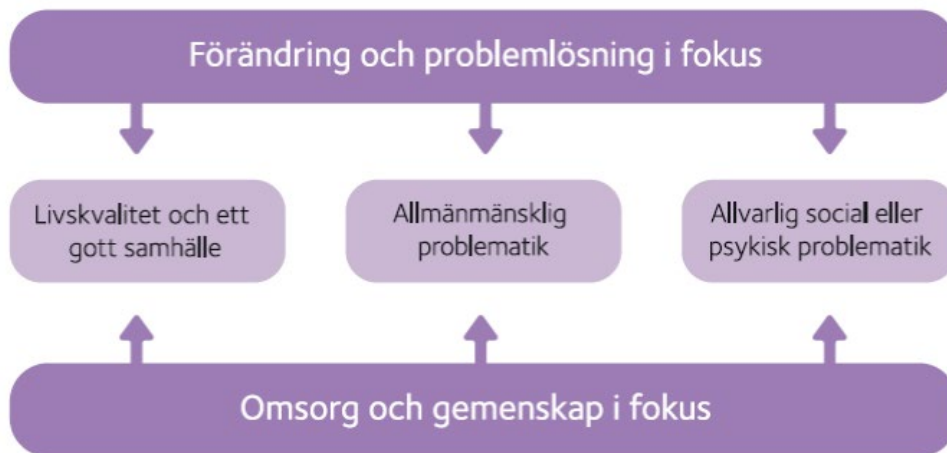 Förändring och problemlösning i fokus
Livskvalitet och ett
gott samhälle
Allmänmänsklig
problematik
Allvarlig social eller
psykisk problematik
Omsorg och gemenskap i fokus